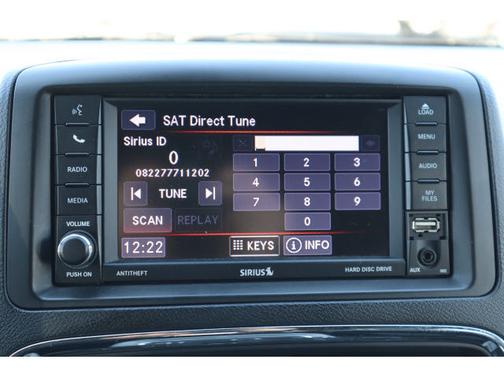 SAT Direct Tune
Sirius ID
0
082277711202
TUNE
SCAN REPLAY
12:22
1 2 3
4 5 6
7 8 9
0
KEYS INFO
RADIO
MEDIA
VOLUME
PUSH ON
LOAD
MENU
AUDIO
MY
FILES
AUX
ANTITHEFT
SIRIUS
HARD DISC DRIVE